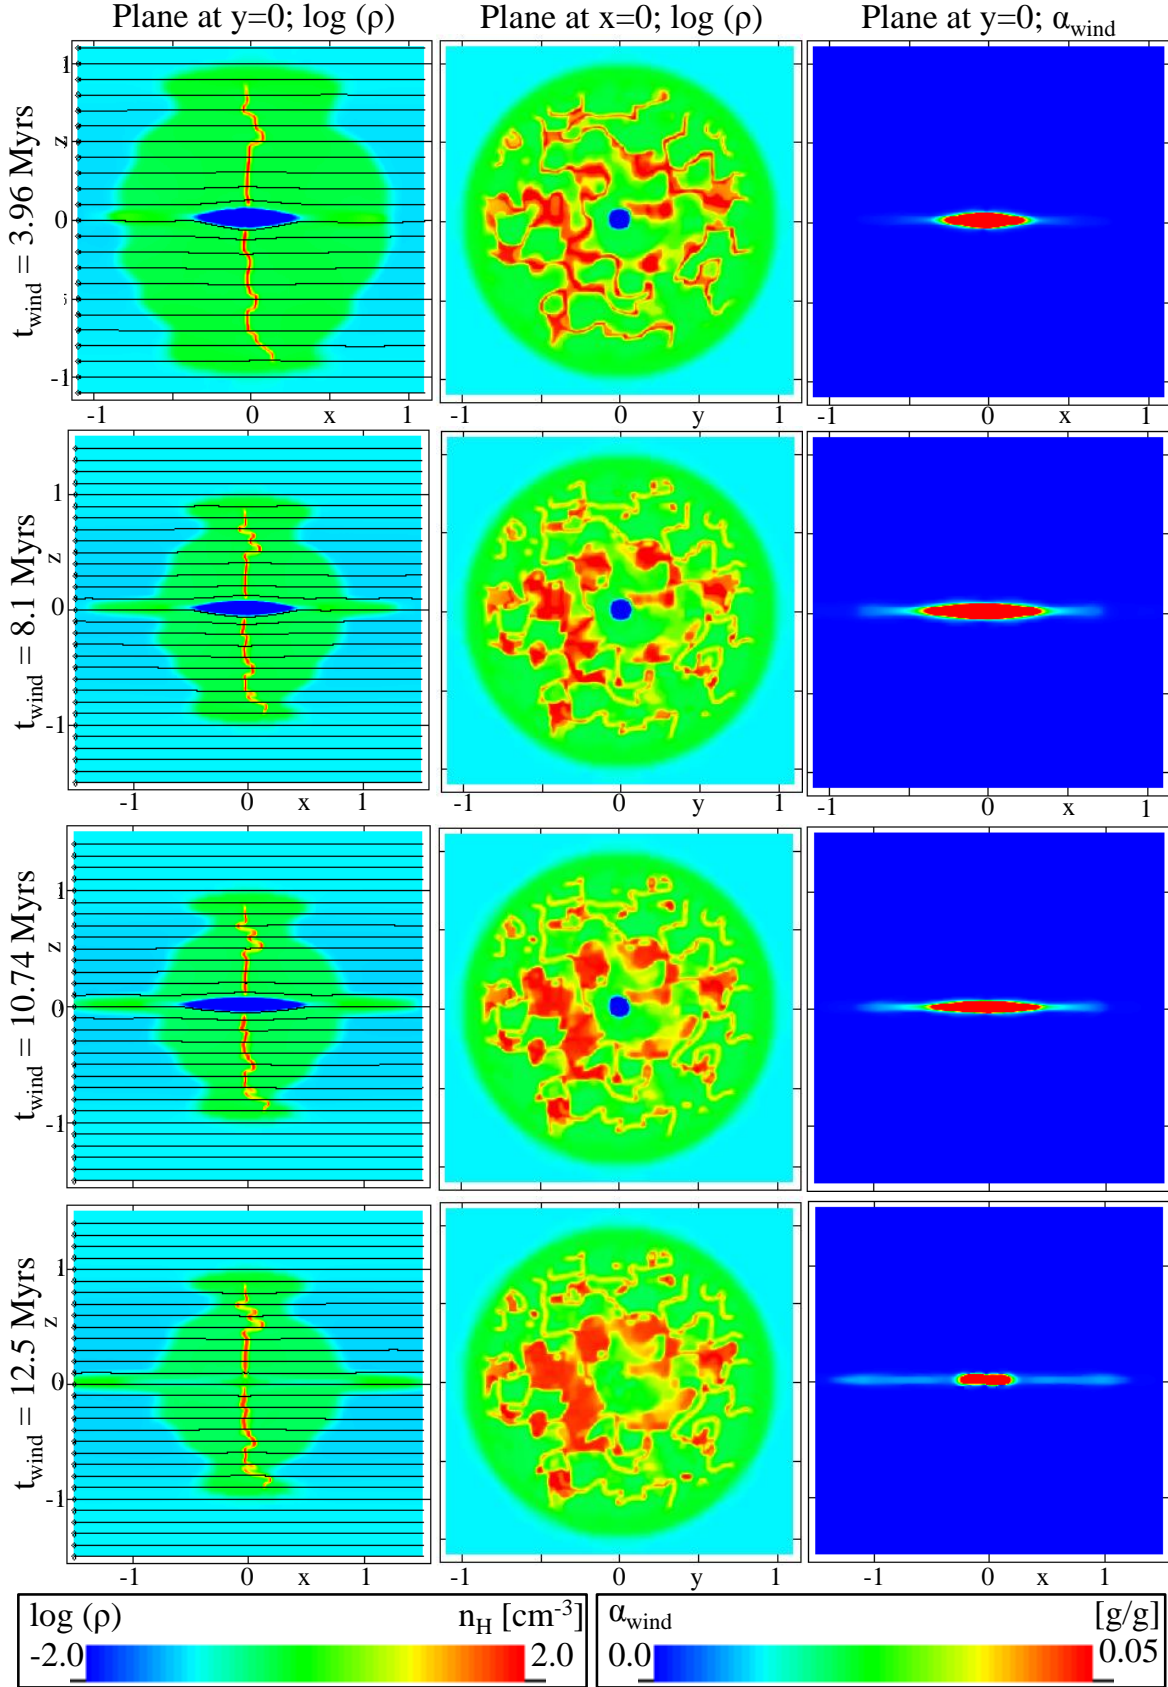 Plane at y=0; log (ρ) Plane at x=0; log (ρ) Plane at y=0; α_wind
t_wind = 3.96 Myrs
1
z
0
-1
-1 0 x 1 -1 0 y 1 -1 0 x 1
t_wind = 8.1 Myrs
1
z
0
-1
-1 0 x 1 -1 0 y 1 -1 0 x 1
t_wind = 10.74 Myrs
1
z
0
-1
t_wind = 12.5 Myrs
1
z
0
-1
-1 0 x 1 -1 0 y 1 -1 0 x 1
log (ρ) n_H [cm^-3] α_wind [g/g]
-2.0 2.0 0.0 0.05